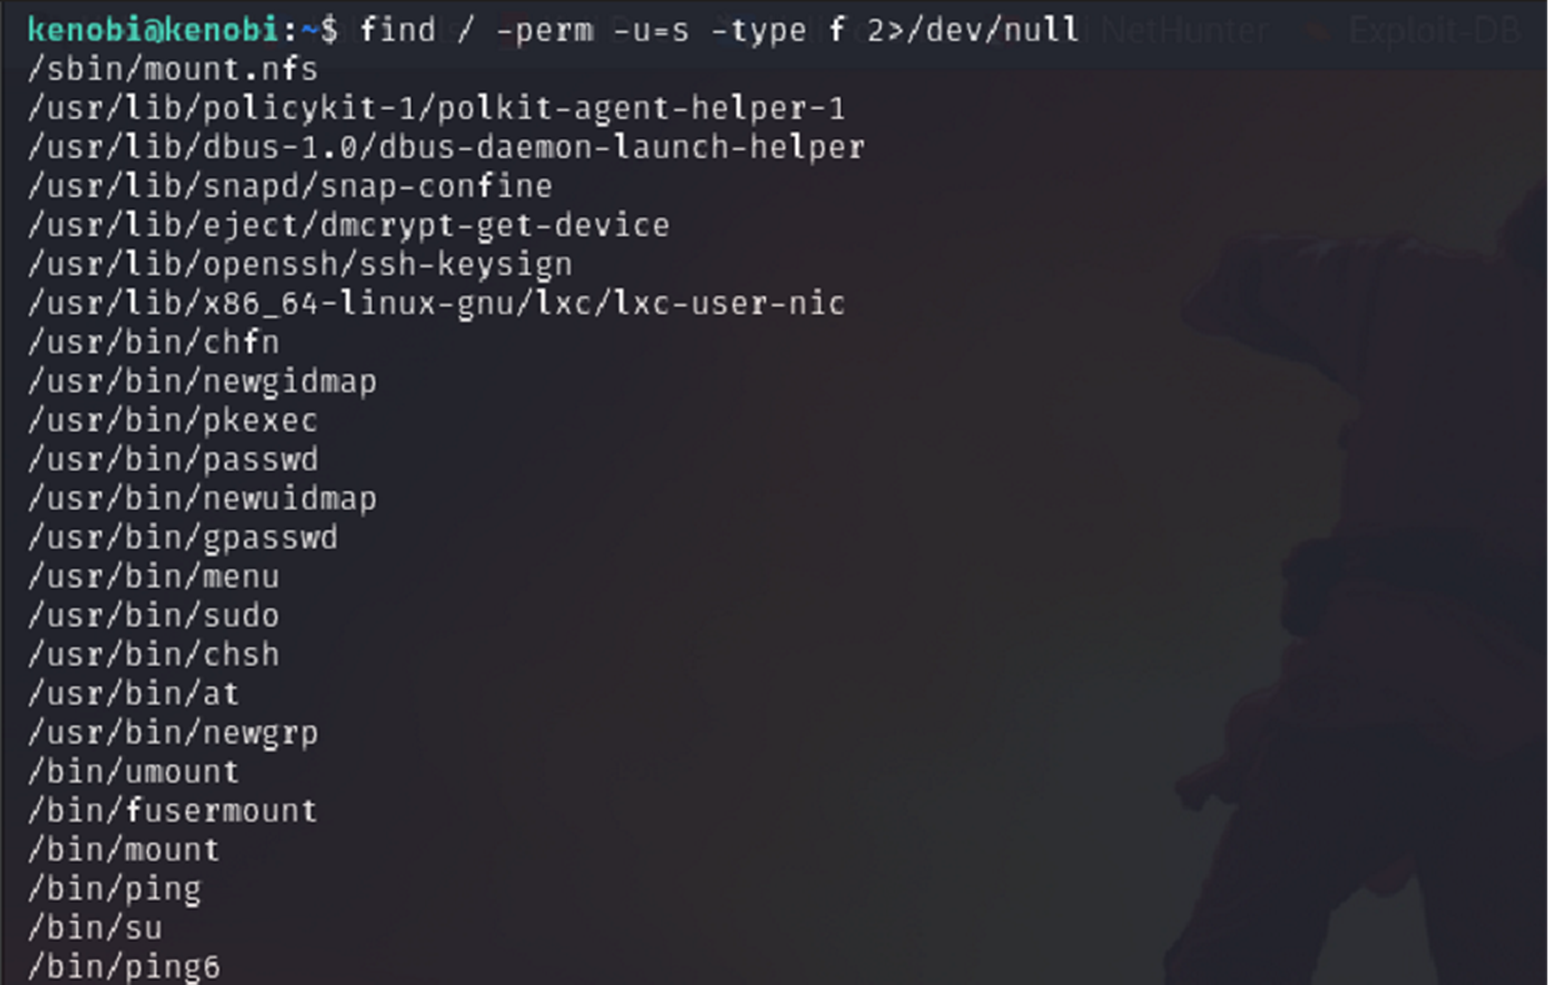 kenobi@kenobi:~$ find / -perm -u=s -type f 2>/dev/null
NetHunter
Exploit-DB
/sbin/mount.nfs
/usr/lib/policykit-1/polkit-agent-helper-1
/usr/lib/dbus-1.0/dbus-daemon-launch-helper
/usr/lib/snapd/snap-confine
/usr/lib/eject/dmcrypt-get-device
/usr/lib/openssh/ssh-keysign
/usr/lib/x86_64-linux-gnu/lxc/lxc-user-nic
/usr/bin/chfn
/usr/bin/newgidmap
/usr/bin/pkexec
/usr/bin/passwd
/usr/bin/newuidmap
/usr/bin/gpasswd
/usr/bin/menu
/usr/bin/sudo
/usr/bin/chsh
/usr/bin/at
/usr/bin/newgrp
/bin/umount
/bin/fusermount
/bin/mount
/bin/ping
/bin/su
/bin/ping6